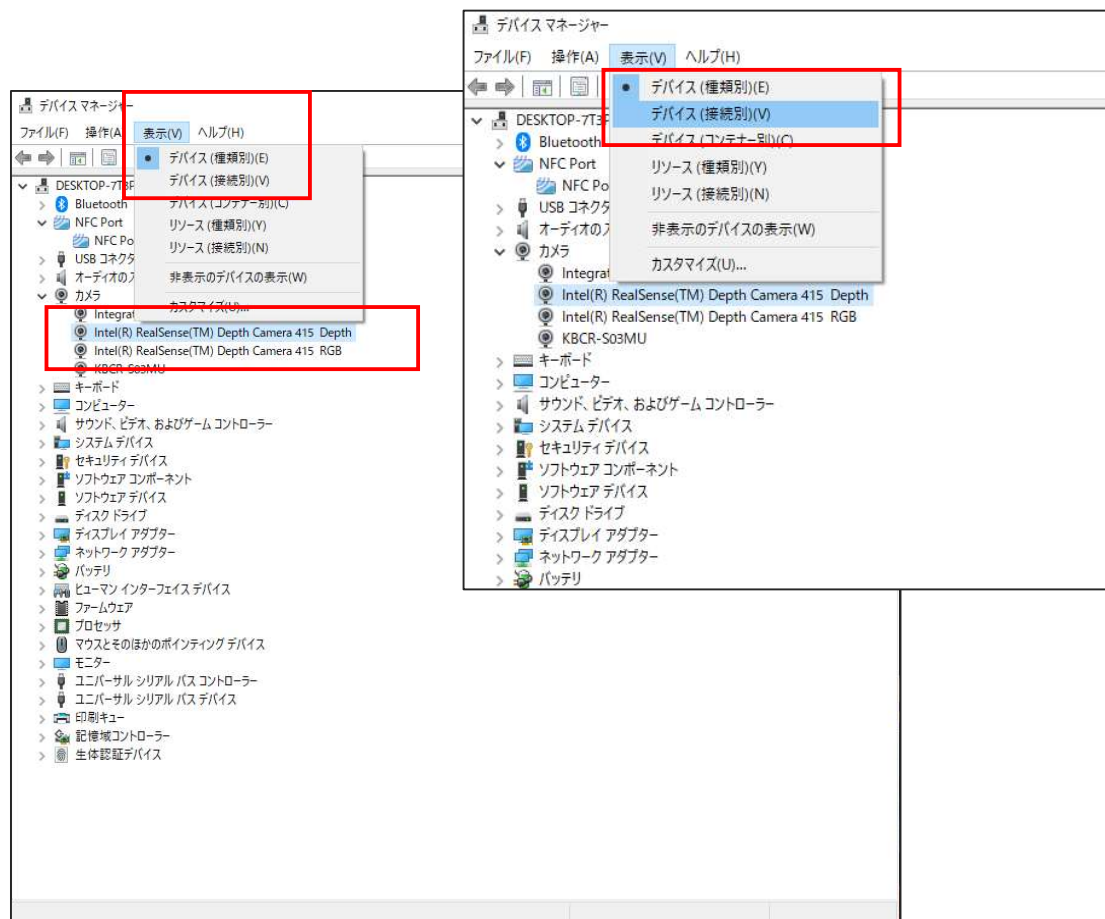 デバイス マネージャー
ファイル(F) 操作(A 表示(V) ヘルプ(H)
デバイス (種類別)(E)
デバイス (接続別)(V)
デバイス (コンテナー別)(C)
リソース (種類別)(Y)
リソース (接続別)(N)
非表示のデバイスの表示(W)
カスタマイズ(U)...
DESKTOP-7T3P
Bluetooth
NFC Port
NFC Po
USB コネクタ
オーディオの
カメラ
Integrat
Intel(R) RealSense(TM) Depth Camera 415 Depth
Intel(R) RealSense(TM) Depth Camera 415 RGB
KBCR-S03MU
キーボード
コンピューター
サウンド、ビデオ、およびゲーム コントローラー
システム デバイス
セキュリティ デバイス
ソフトウェア コンポーネント
ソフトウェア デバイス
ディスク ドライブ
ディスプレイ アダプター
ネットワーク アダプター
バッテリ
ヒューマン インターフェイス デバイス
ファームウェア
プロセッサ
マウスとそのほかのポインティング デバイス
モニター
ユニバーサル シリアル バス コントローラー
ユニバーサル シリアル バス デバイス
印刷キュー
記憶域コントローラー
生体認証デバイス
デバイス マネージャー
ファイル(F) 操作(A) 表示(V) ヘルプ(H)
デバイス (種類別)(E)
デバイス (接続別)(V)
デバイス (コンテナー別)(C)
リソース (種類別)(Y)
リソース (接続別)(N)
非表示のデバイスの表示(W)
カスタマイズ(U)...
DESKTOP-7T3P
Bluetooth
NFC Port
NFC Po
USB コネクタ
オーディオの
カメラ
Integrat
Intel(R) RealSense(TM) Depth Camera 415 Depth
Intel(R) RealSense(TM) Depth Camera 415 RGB
KBCR-S03MU
キーボード
コンピューター
サウンド、ビデオ、およびゲーム コントローラー
システム デバイス
セキュリティ デバイス
ソフトウェア コンポーネント
ソフトウェア デバイス
ディスク ドライブ
ディスプレイ アダプター
ネットワーク アダプター
バッテリ